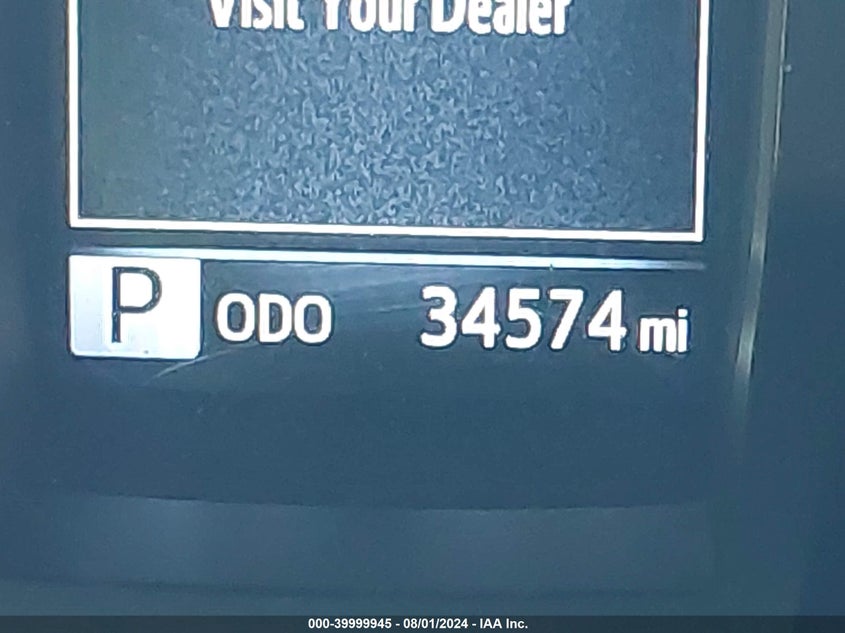 Visit Your Dealer
P ODO 34574 mi
000-39999945 - 08/01/2024 - IAA Inc.